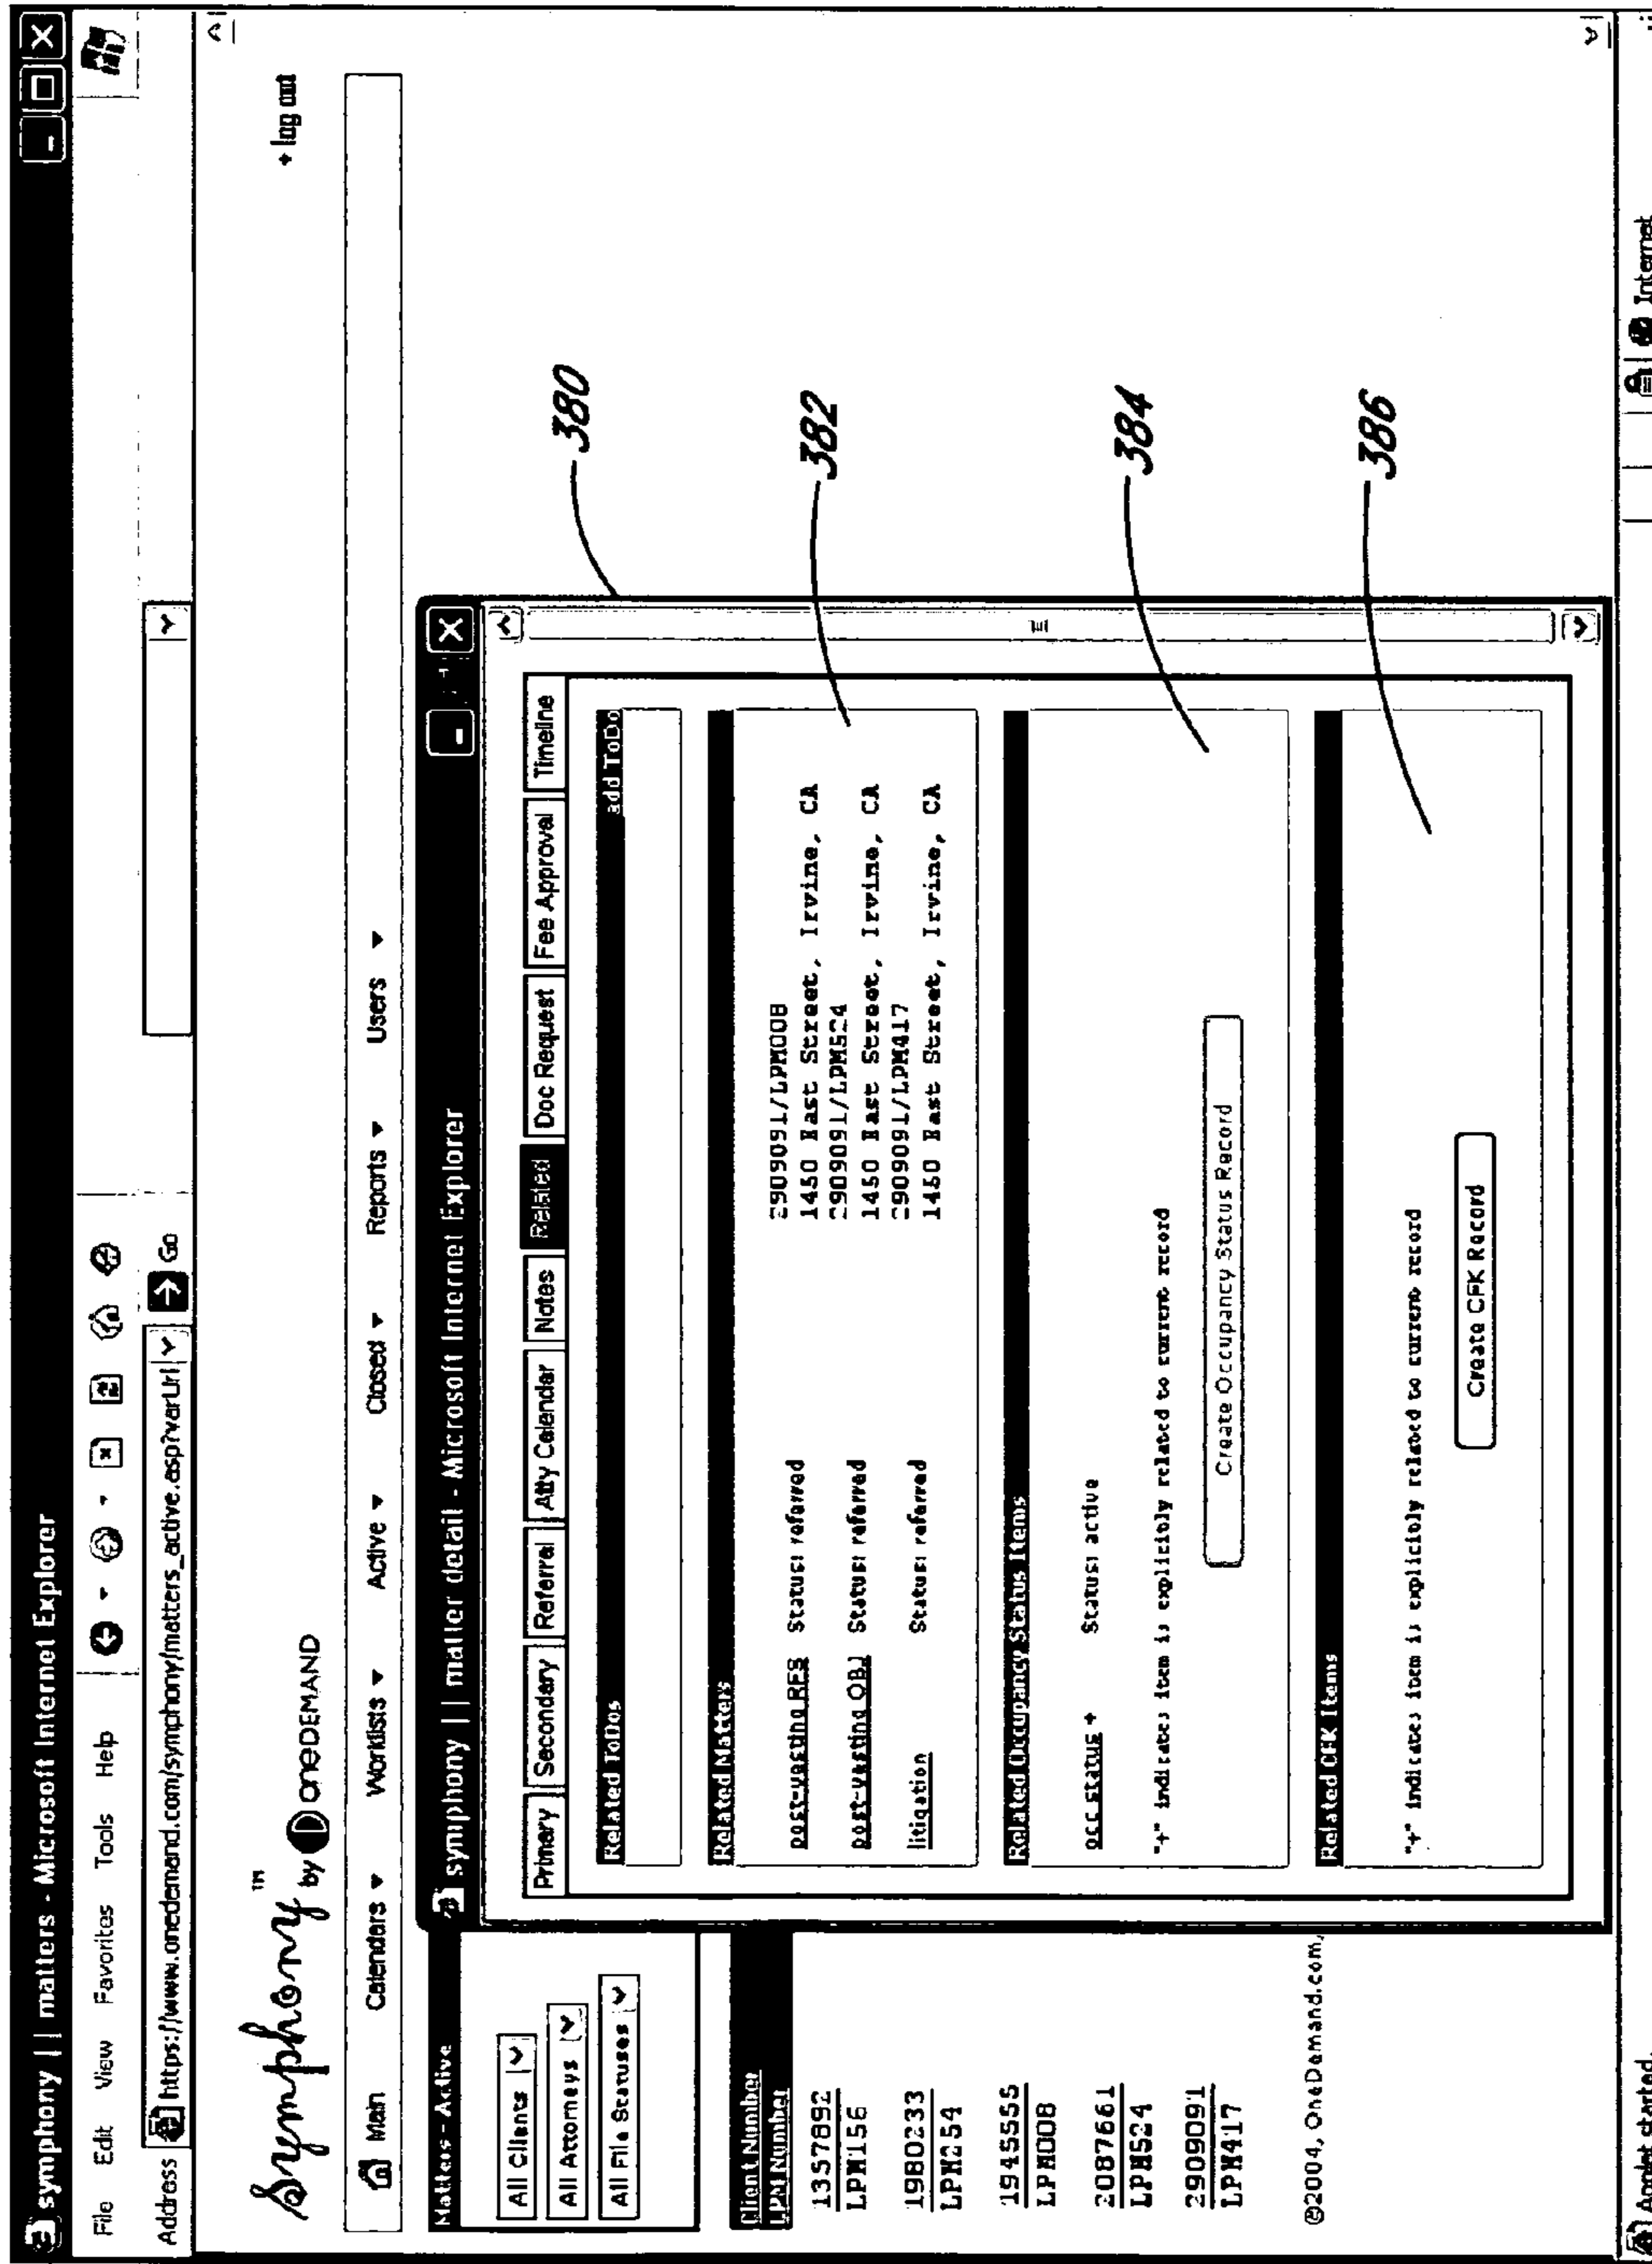 symphony || matters - Microsoft Internet Explorer
File Edit View Favorites Tools Help
Address https://www.onedemand.com/symphony/matters_active.asp?varUrl Go
Symphony™ by oneDEMAND
+ log out
Main Calendars Worklists Active Closed Reports Users
Matters - Active
All Clients
All Attorneys
All File Statuses
Client Number
LPM Number
1357892
LPM156
1980233
LPM254
1945555
LPM008
2087661
LPM524
2909091
LPM417
©2004, OneDemand.com,
symphony || matter detail - Microsoft Internet Explorer
Primary Secondary Referral Atty Calendar Notes Related Doc Request Fee Approval Timeline
Related ToDos add ToDo
Related Matters
post-vesting RES Status: referred 2909091/LPM008
1450 East Street, Irvine, CA
post-vesting OBJ Status: referred 2909091/LPM524
1450 East Street, Irvine, CA
litigation Status: referred 2909091/LPM417
1450 East Street, Irvine, CA
Related Occupancy Status Items
occ status + Status: active
"+" indicates item is explicitly related to current record
Create Occupancy Status Record
Related CFK Items
"+" indicates item is explicitly related to current record
Create CFK Record
380
382
384
386
Applet started.
Internet